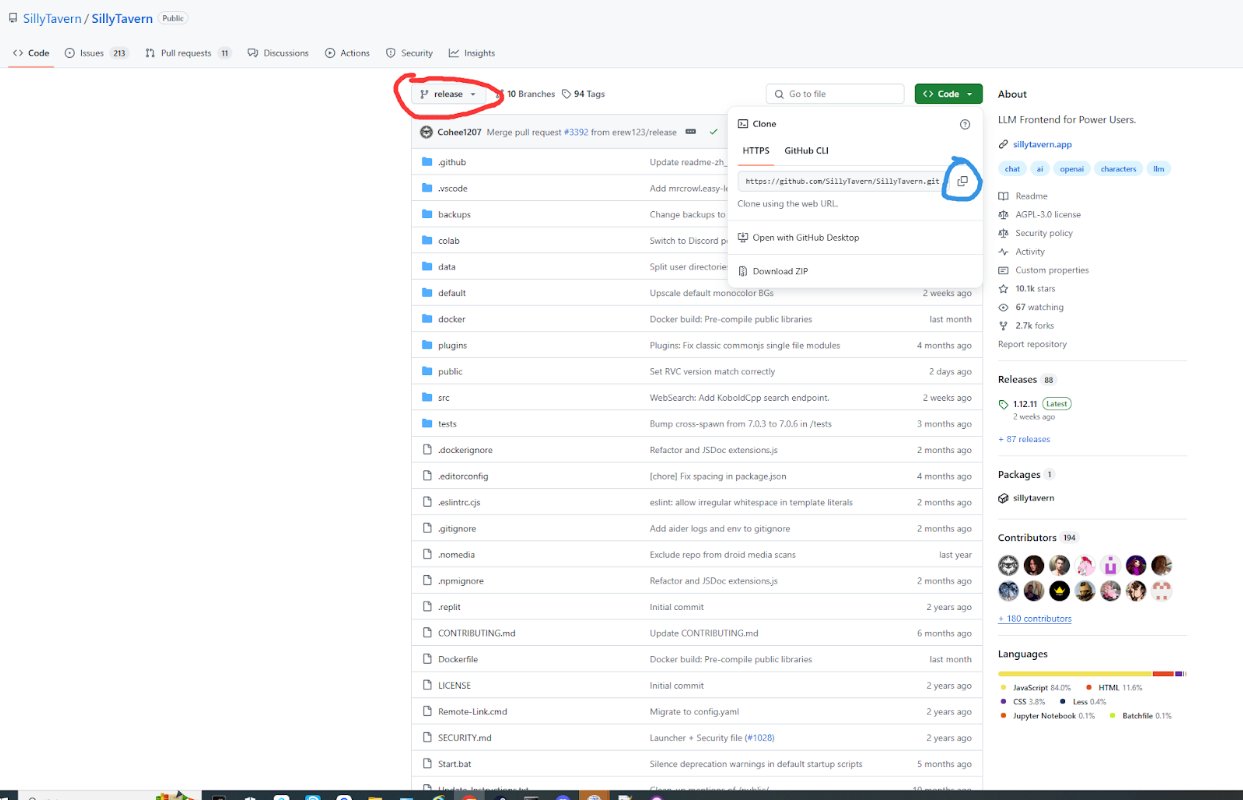 SillyTavern / SillyTavern Public
Code Issues 213 Pull requests 11 Discussions Actions Security Insights
release 10 Branches 94 Tags Go to file Code
Cohee1207 Merge pull request #3392 from erew123/release
Clone
HTTPS GitHub CLI
https://github.com/SillyTavern/SillyTavern.git
Clone using the web URL.
Open with GitHub Desktop
Download ZIP
.github Update readme-zh_
.vscode Add mrcrowl.easy-le
backups Change backups to
colab Switch to Discord p
data Split user directorie
default Upscale default monocolor BGs 2 weeks ago
docker Docker build: Pre-compile public libraries last month
plugins Plugins: Fix classic commonjs single file modules 4 months ago
public Set RVC version match correctly 2 days ago
src WebSearch: Add KoboldCpp search endpoint. 2 weeks ago
tests Bump cross-spawn from 7.0.3 to 7.0.6 in /tests 3 months ago
.dockerignore Refactor and JSDoc extensions.js 2 months ago
.editorconfig [chore] Fix spacing in package.json 4 months ago
.eslintrc.cjs eslint: allow irregular whitespace in template literals 2 months ago
.gitignore Add aider logs and env to gitignore 2 months ago
.nomedia Exclude repo from droid media scans last year
.npmignore Refactor and JSDoc extensions.js 2 months ago
.replit Initial commit 2 years ago
CONTRIBUTING.md Update CONTRIBUTING.md 6 months ago
Dockerfile Docker build: Pre-compile public libraries last month
LICENSE Initial commit 2 years ago
Remote-Link.cmd Migrate to config.yaml 2 years ago
SECURITY.md Launcher + Security file (#1028) 2 years ago
Start.bat Silence deprecation warnings in default startup scripts 5 months ago
Update-Instructions.txt Clean-up mentions of /public/ 10 months ago
About
LLM Frontend for Power Users.
sillytavern.app
chat ai openai characters llm
Readme
AGPL-3.0 license
Security policy
Activity
Custom properties
10.1k stars
67 watching
2.7k forks
Report repository
Releases 88
1.12.11 Latest
2 weeks ago
+ 87 releases
Packages 1
sillytavern
Contributors 194
+ 180 contributors
Languages
JavaScript 84.0% HTML 11.6%
CSS 3.8% Less 0.4%
Jupyter Notebook 0.1% Batchfile 0.1%